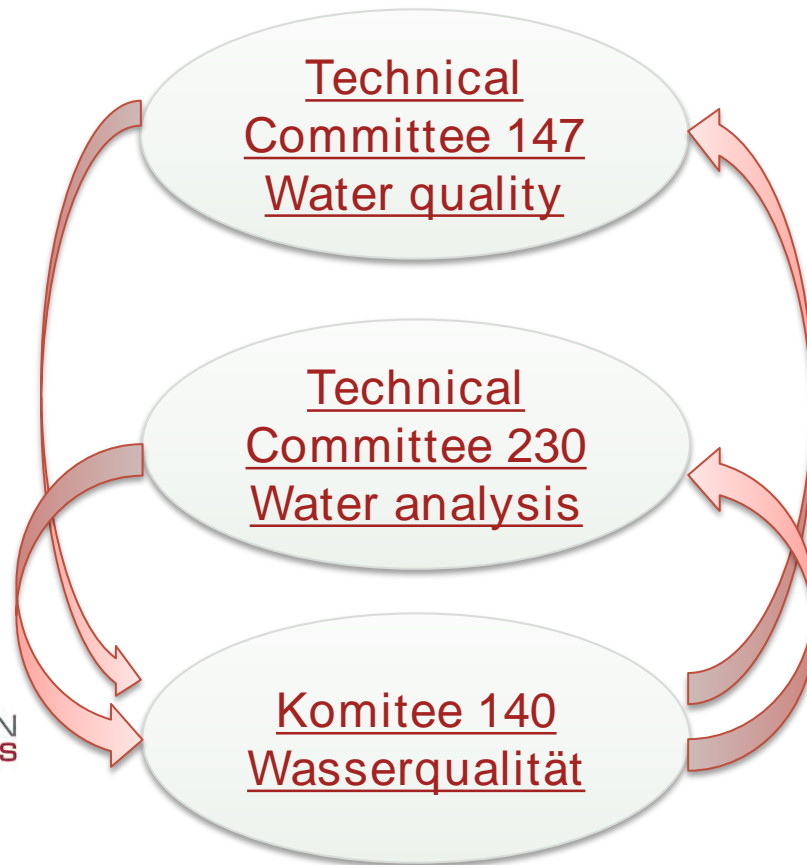 Technical
Committee 147
Water quality
Technical
Committee 230
Water analysis
Komitee 140
Wasserqualität